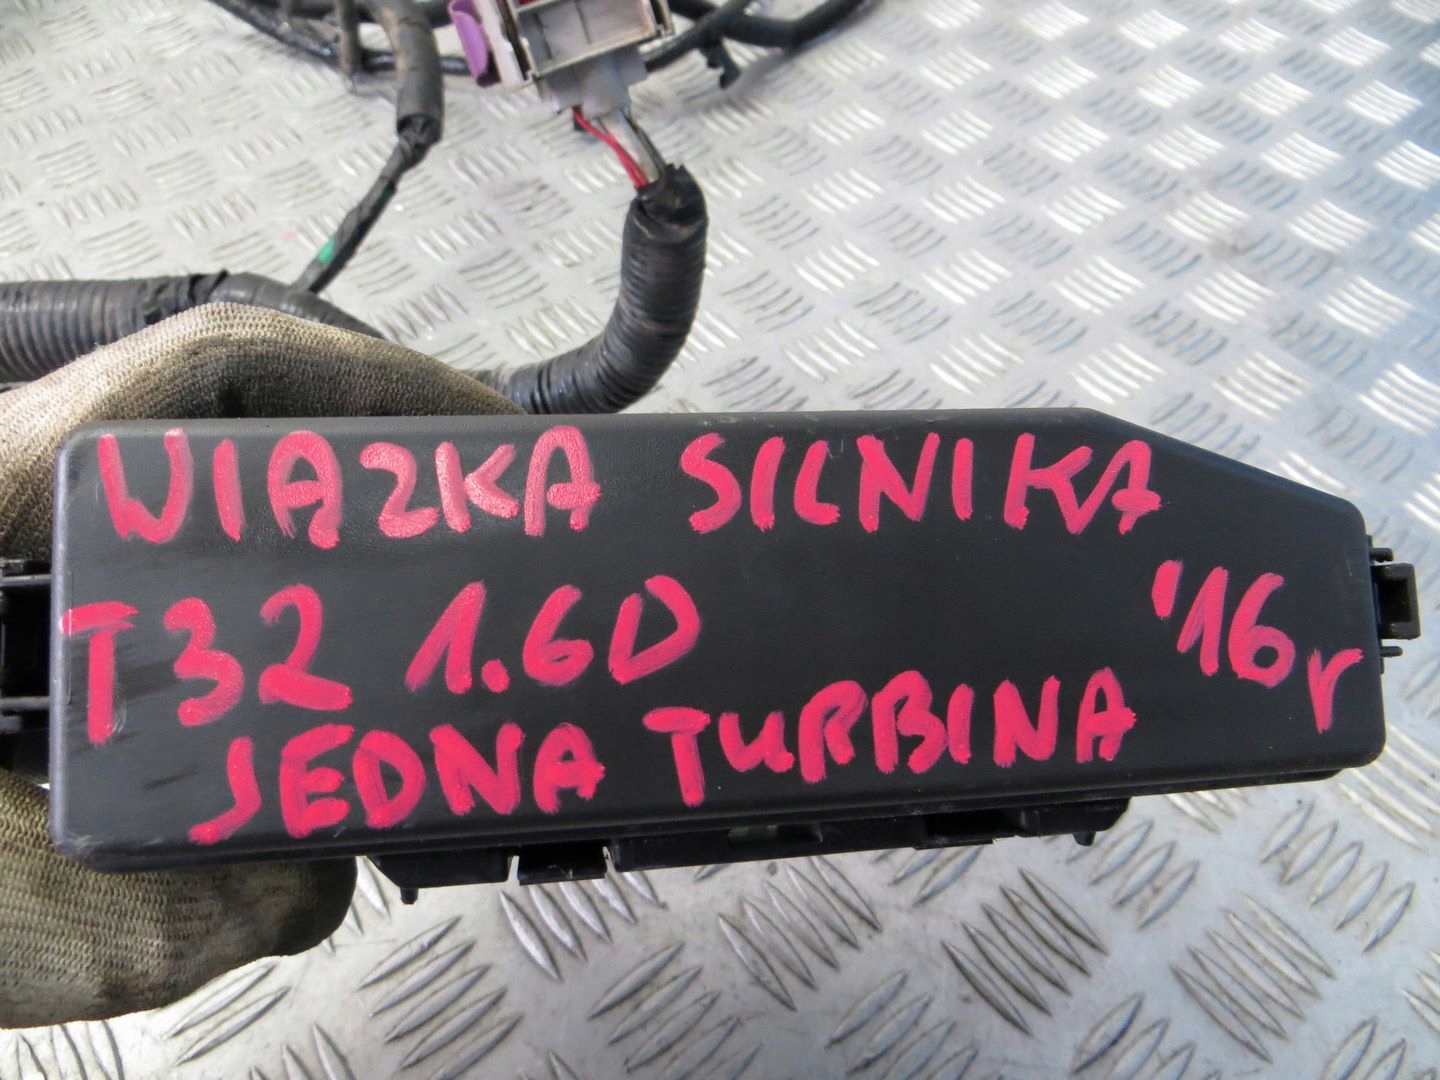 WIAZKA SILNIKA
T32 1.6D '16r
JEDNA TURBINA